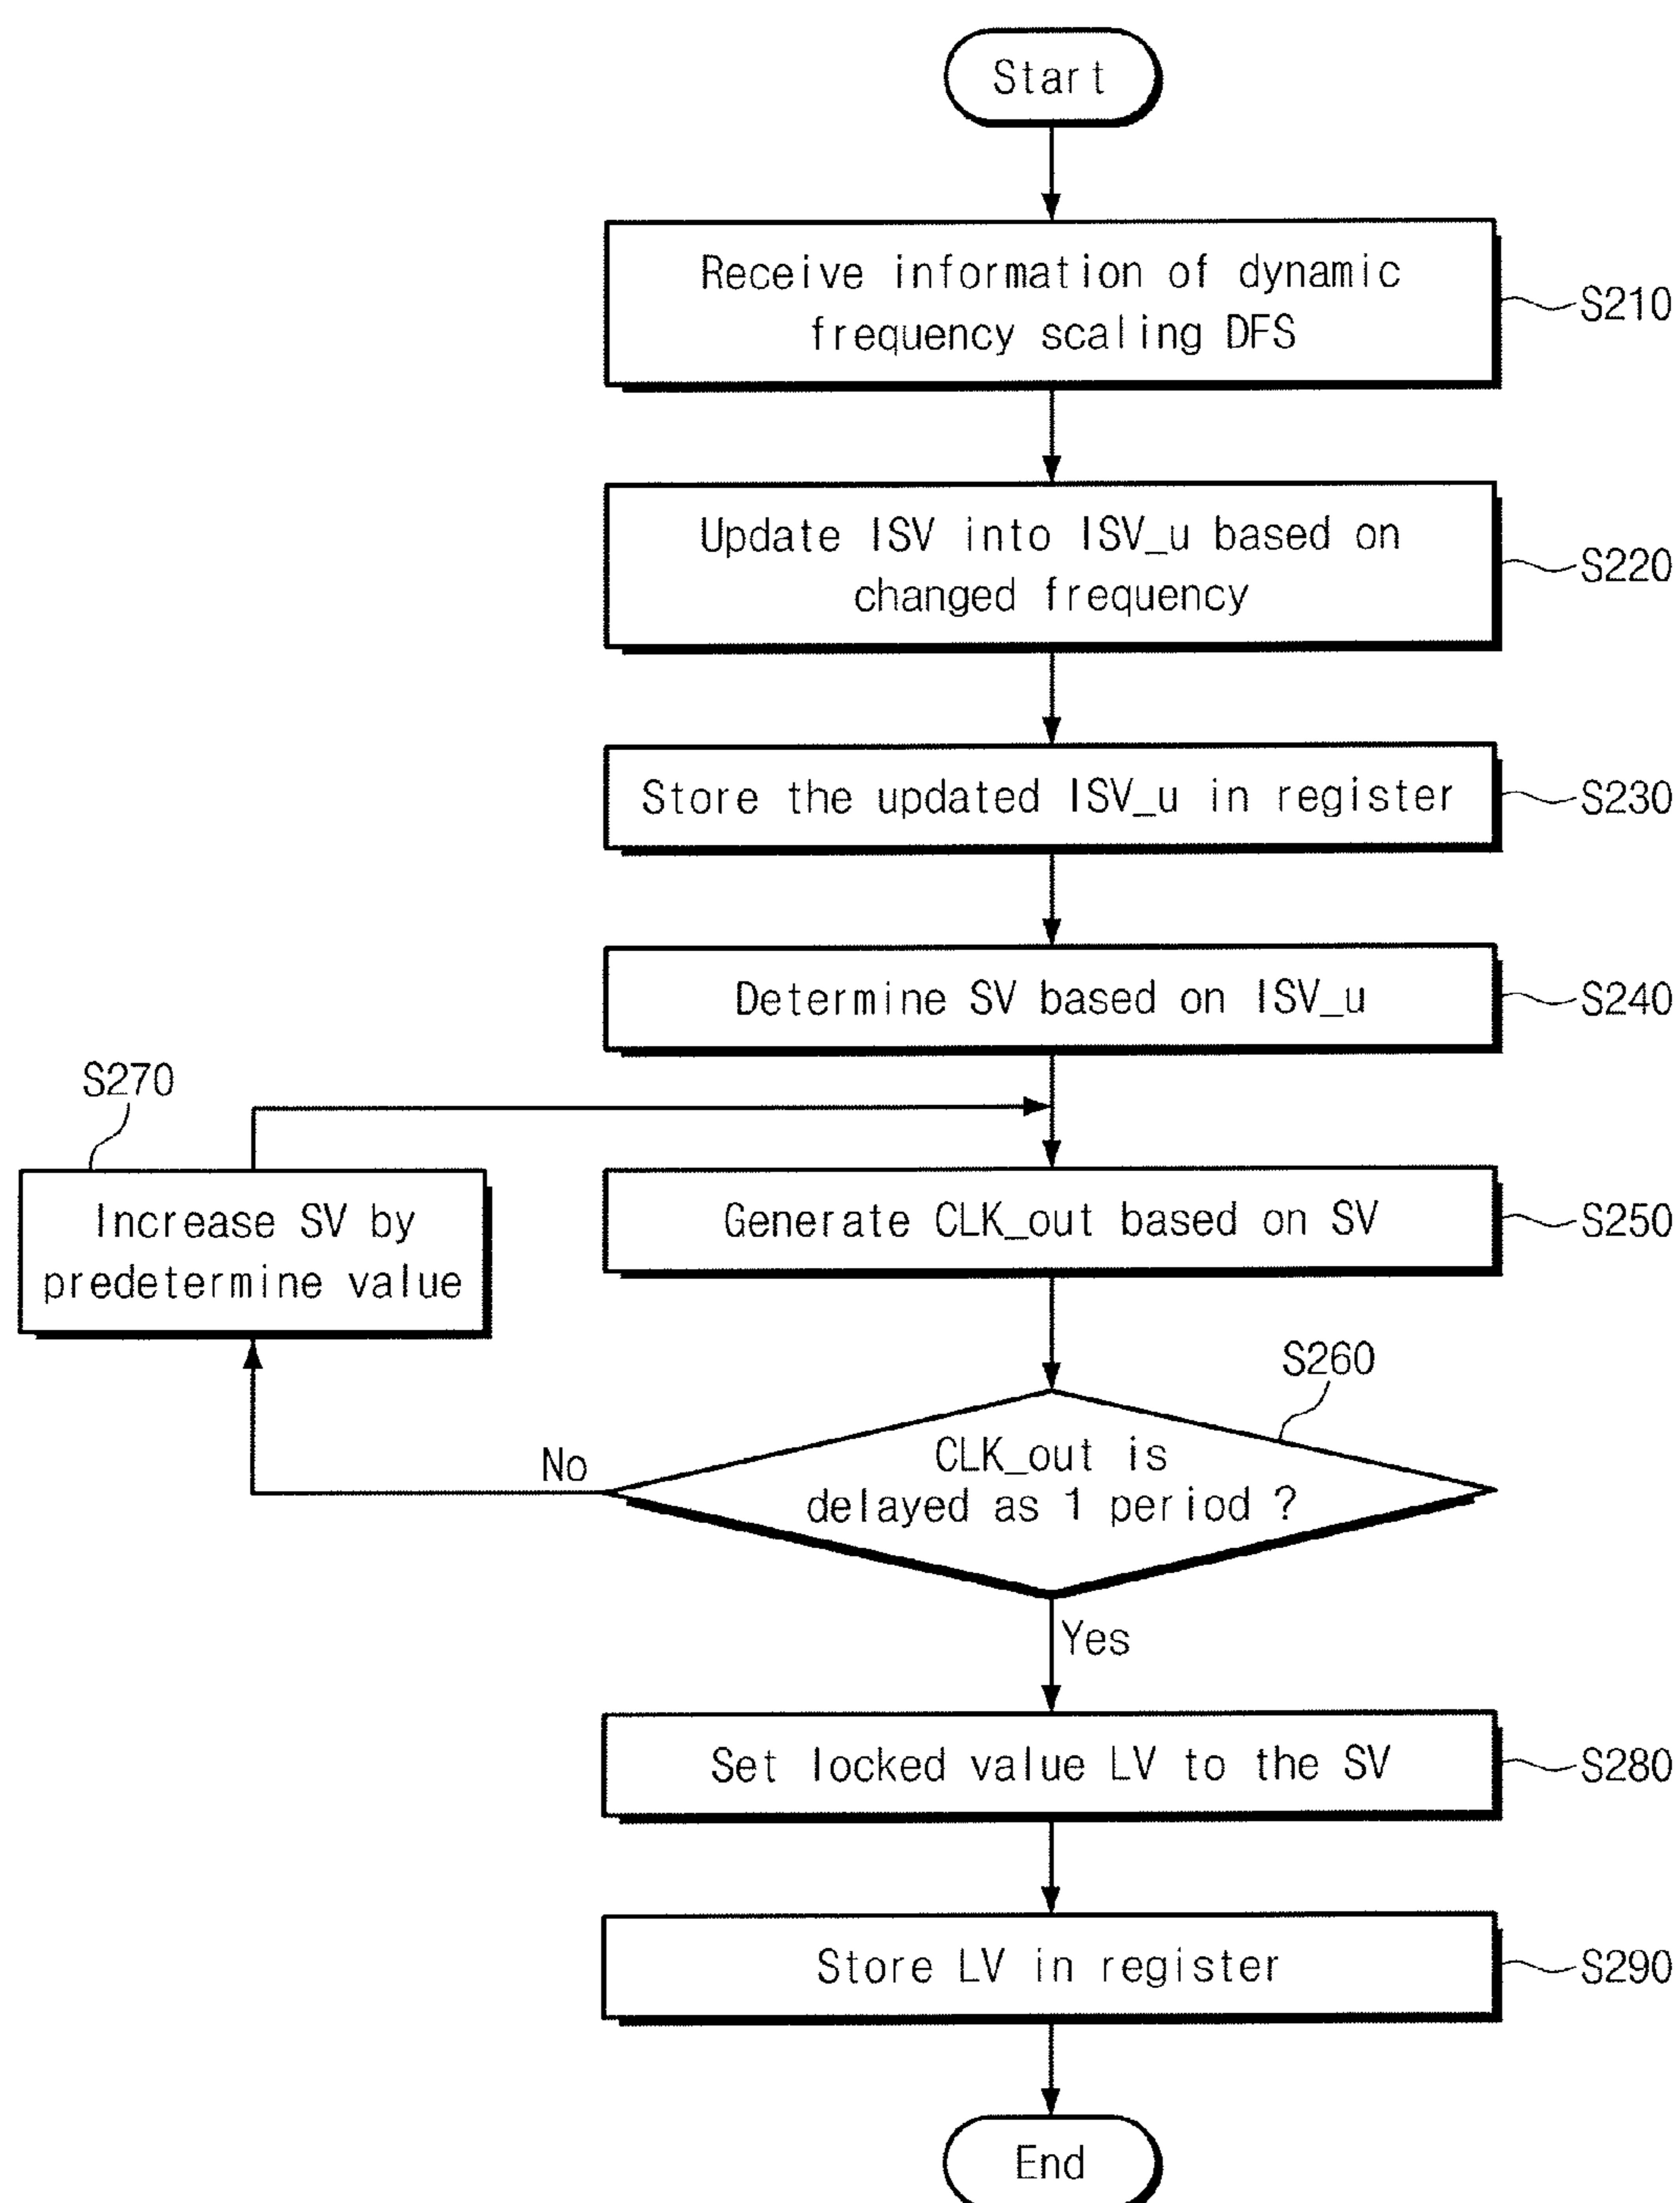 Start
Receive information of dynamic
frequency scaling DFS
S210
Update ISV into ISV_u based on
changed frequency
S220
Store the updated ISV_u in register
S230
Determine SV based on ISV_u
S240
S270
Increase SV by
predetermine value
Generate CLK_out based on SV
S250
S260
CLK_out is
delayed as 1 period ?
No
Yes
Set locked value LV to the SV
S280
Store LV in register
S290
End